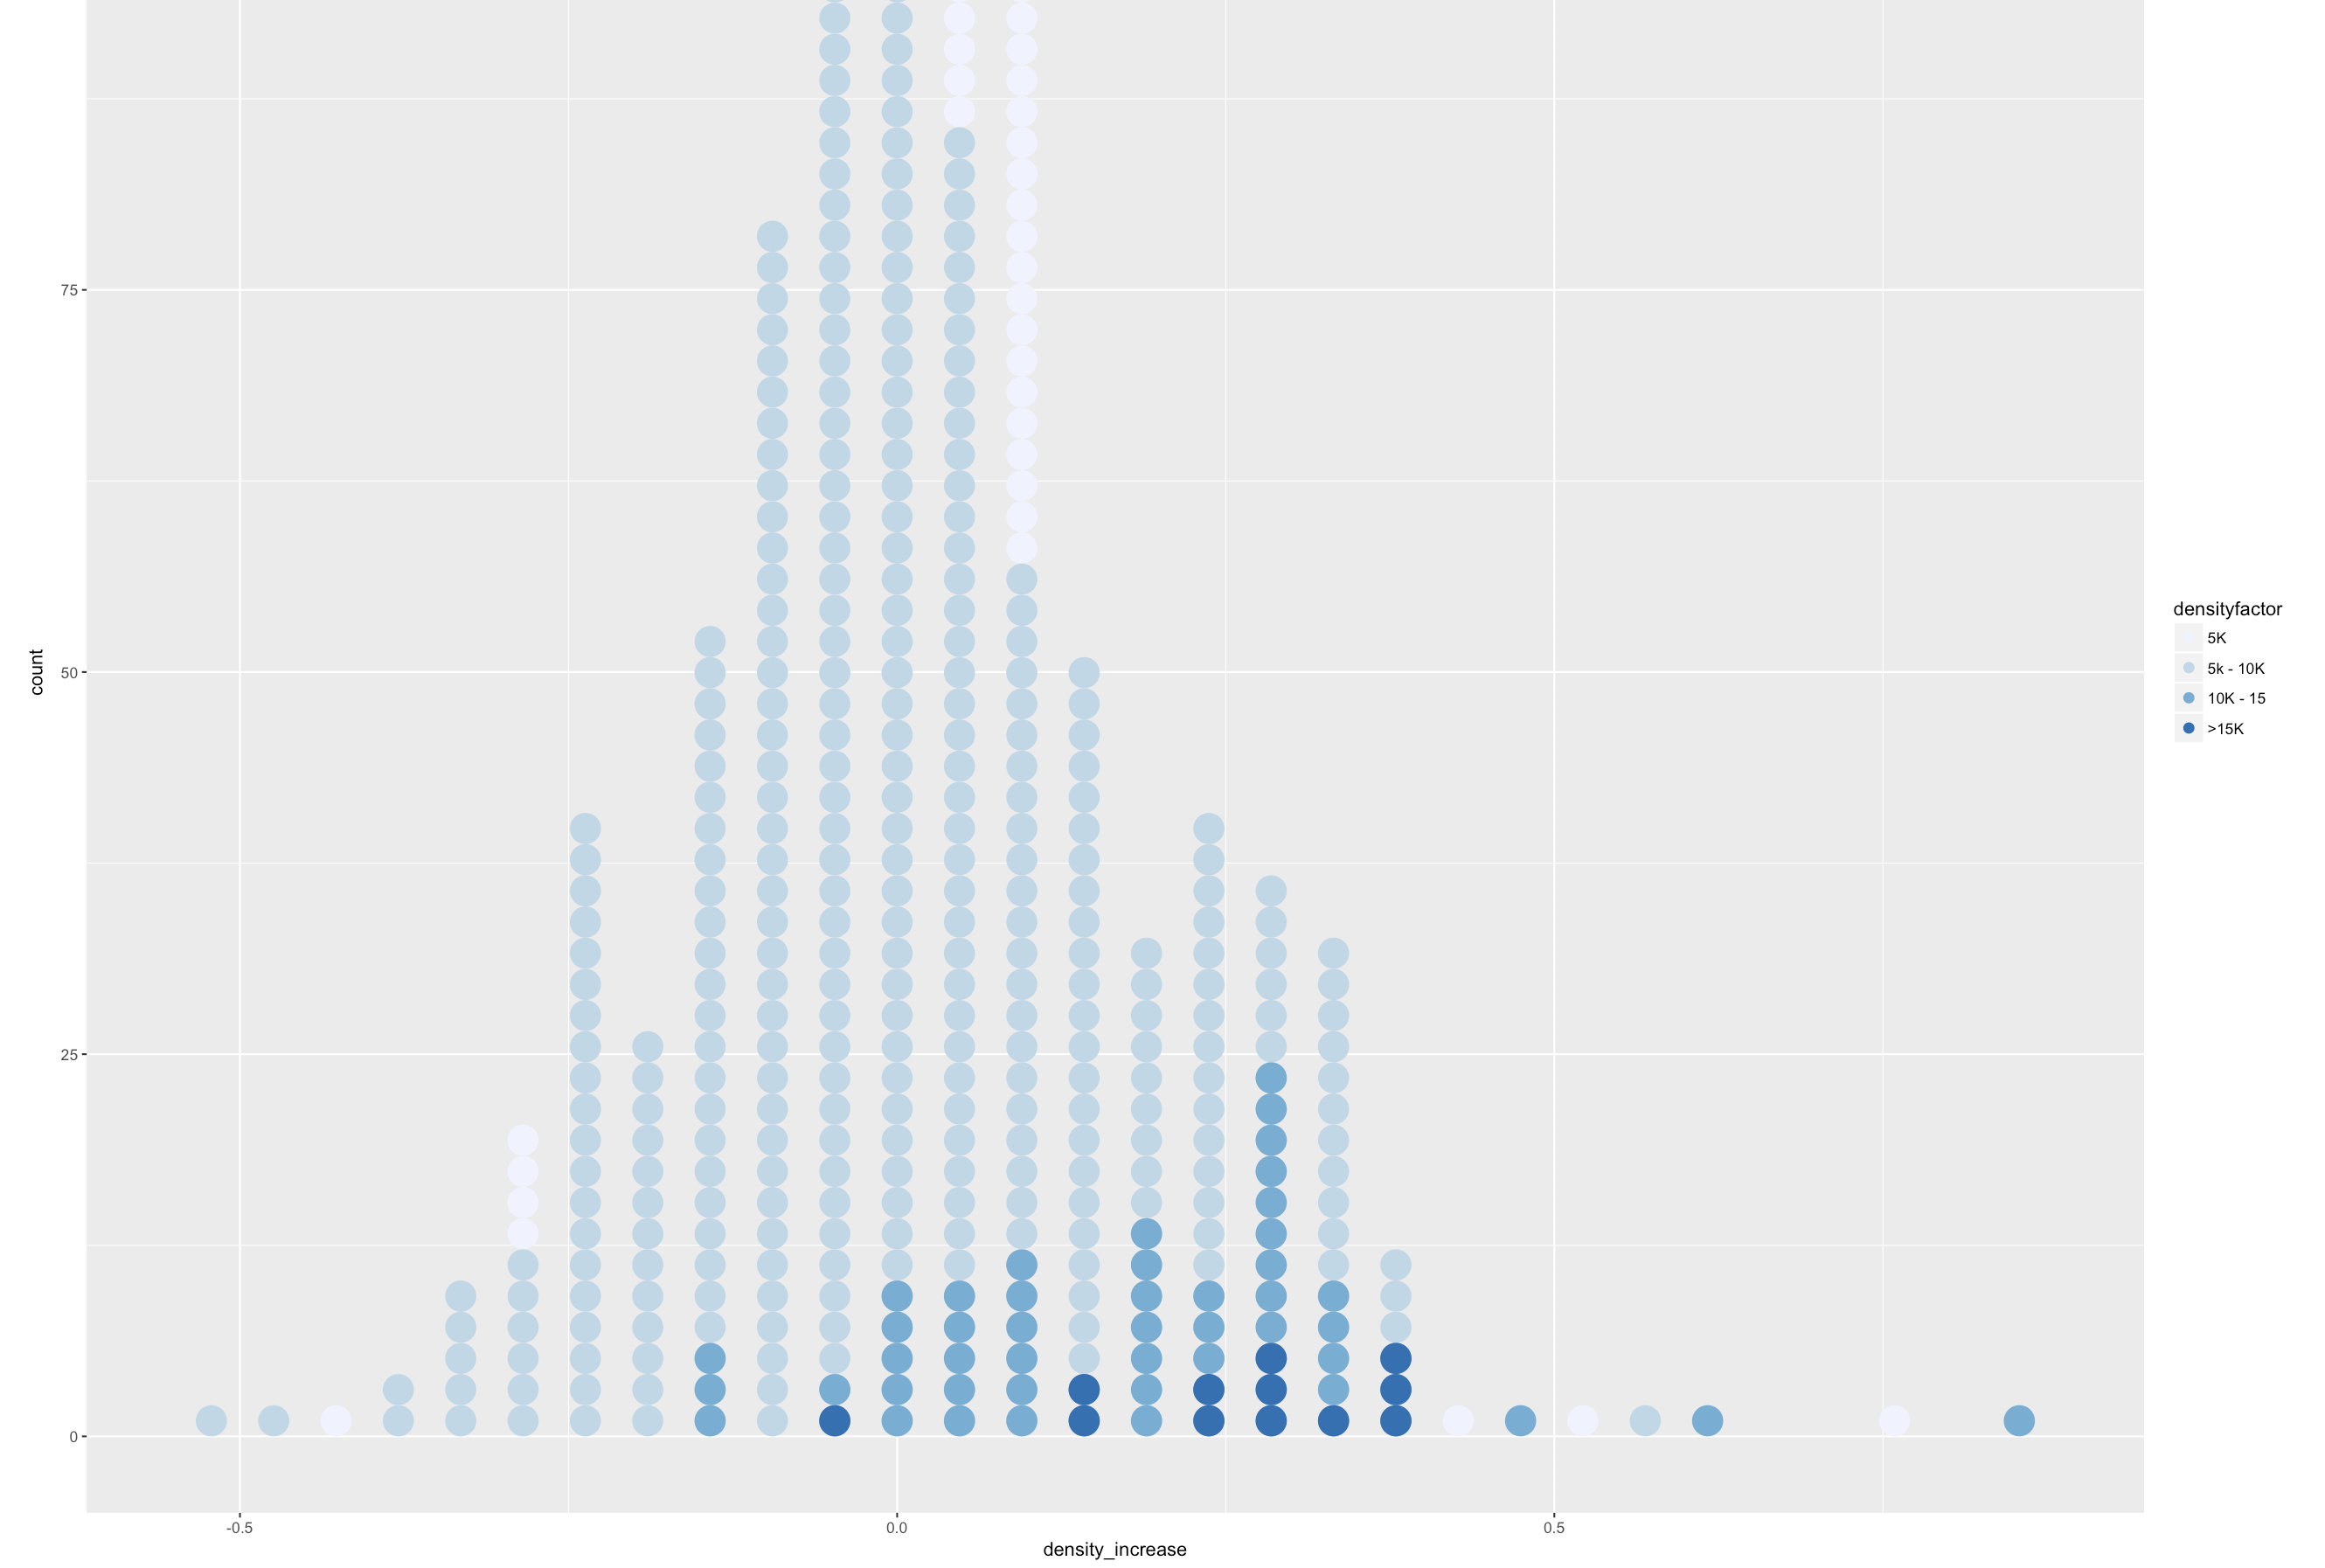 75
50
25
0
count
-0.5
0.0
0.5
density_increase
densityfactor
5K
5k - 10K
10K - 15
>15K